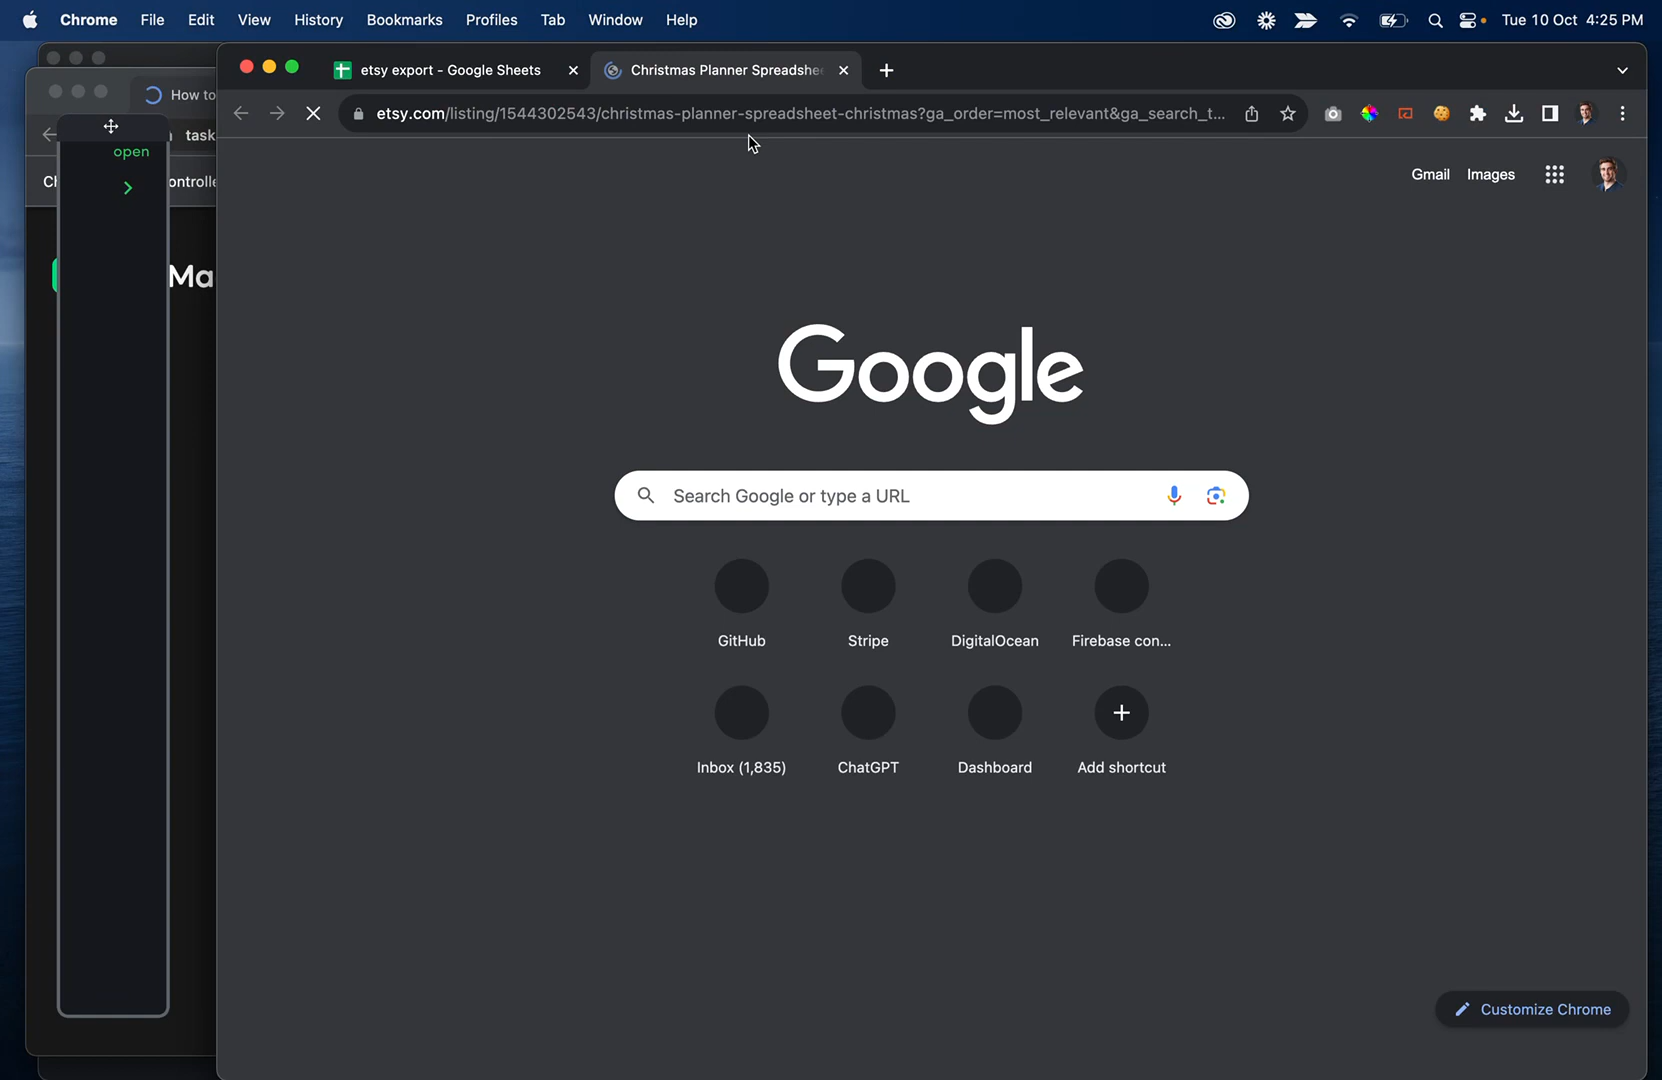 Chrome File Edit View History Bookmarks Profiles Tab Window Help Tue 10 Oct 4:25 PM
etsy export - Google Sheets Christmas Planner Spreadshe
How to
etsy.com/listing/1544302543/christmas-planner-spreadsheet-christmas?ga_order=most_relevant&ga_search_t...
task
open
Gmail Images
Ch ontrolle
Ma
Google
Search Google or type a URL
GitHub Stripe DigitalOcean Firebase con...
Inbox (1,835) ChatGPT Dashboard Add shortcut
Customize Chrome